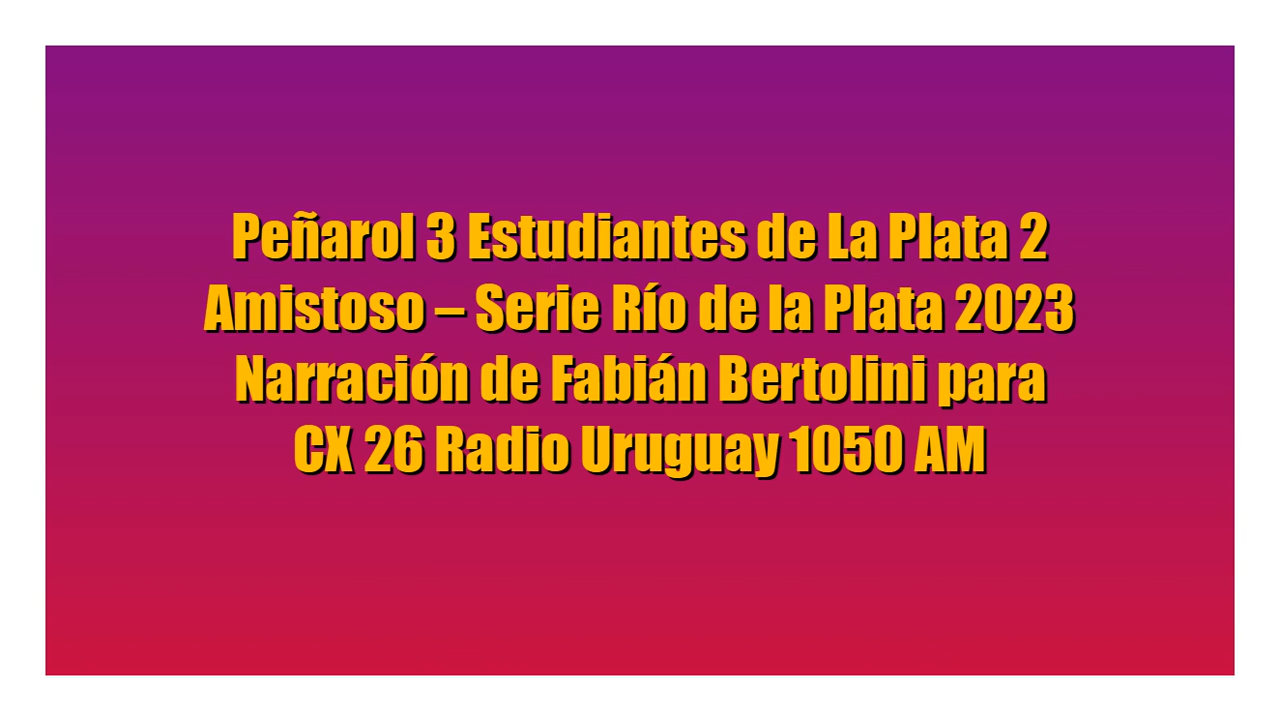 Peñarol 3 Estudiantes de La Plata 2
Amistoso – Serie Río de la Plata 2023
Narración de Fabián Bertolini para
CX 26 Radio Uruguay 1050 AM